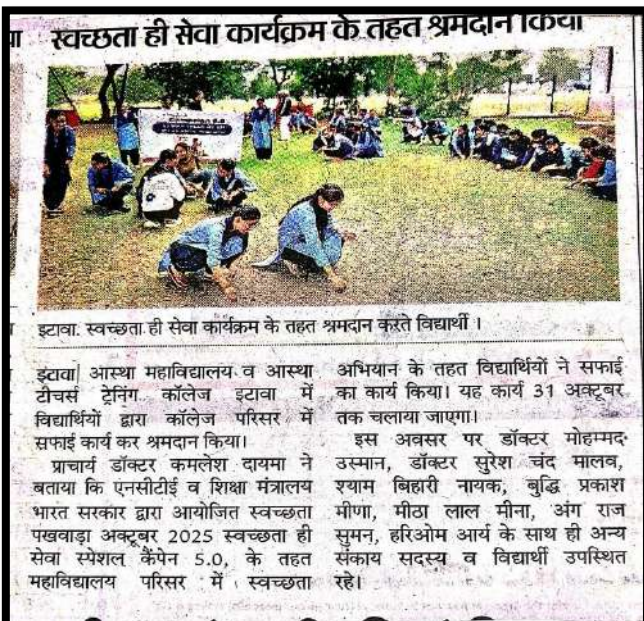 या
स्वच्छता ही सेवा कार्यक्रम के तहत श्रमदान किया
इटावा. स्वच्छता ही सेवा कार्यक्रम के तहत श्रमदान करते विद्यार्थी ।
इटावा| आस्था महाविद्यालय व आस्था
टीचर्स ट्रेनिंग कॉलेज इटावा में
विद्यार्थियों द्वारा कॉलेज परिसर में
सफाई कार्य कर श्रमदान किया।
प्राचार्य डॉक्टर कमलेश दायमा ने
बताया कि एनसीटीई व शिक्षा मंत्रालय
भारत सरकार द्वारा आयोजित स्वच्छता
पखवाड़ा अक्टूबर 2025 स्वच्छता ही
सेवा स्पेशल कैंपेन 5.0, के तहत
महाविद्यालय परिसर में स्वच्छता
अभियान के तहत विद्यार्थियों ने सफाई
का कार्य किया। यह कार्य 31 अक्टूबर
तक चलाया जाएगा।
इस अवसर पर डॉक्टर मोहम्मद
उस्मान, डॉक्टर सुरेश चंद मालव,
श्याम बिहारी नायक, बुद्धि प्रकाश
मीणा, मीठा लाल मीना, अंग राज
सुमन, हरिओम आर्य के साथ ही अन्य
संकाय सदस्य व विद्यार्थी उपस्थित
रहे।